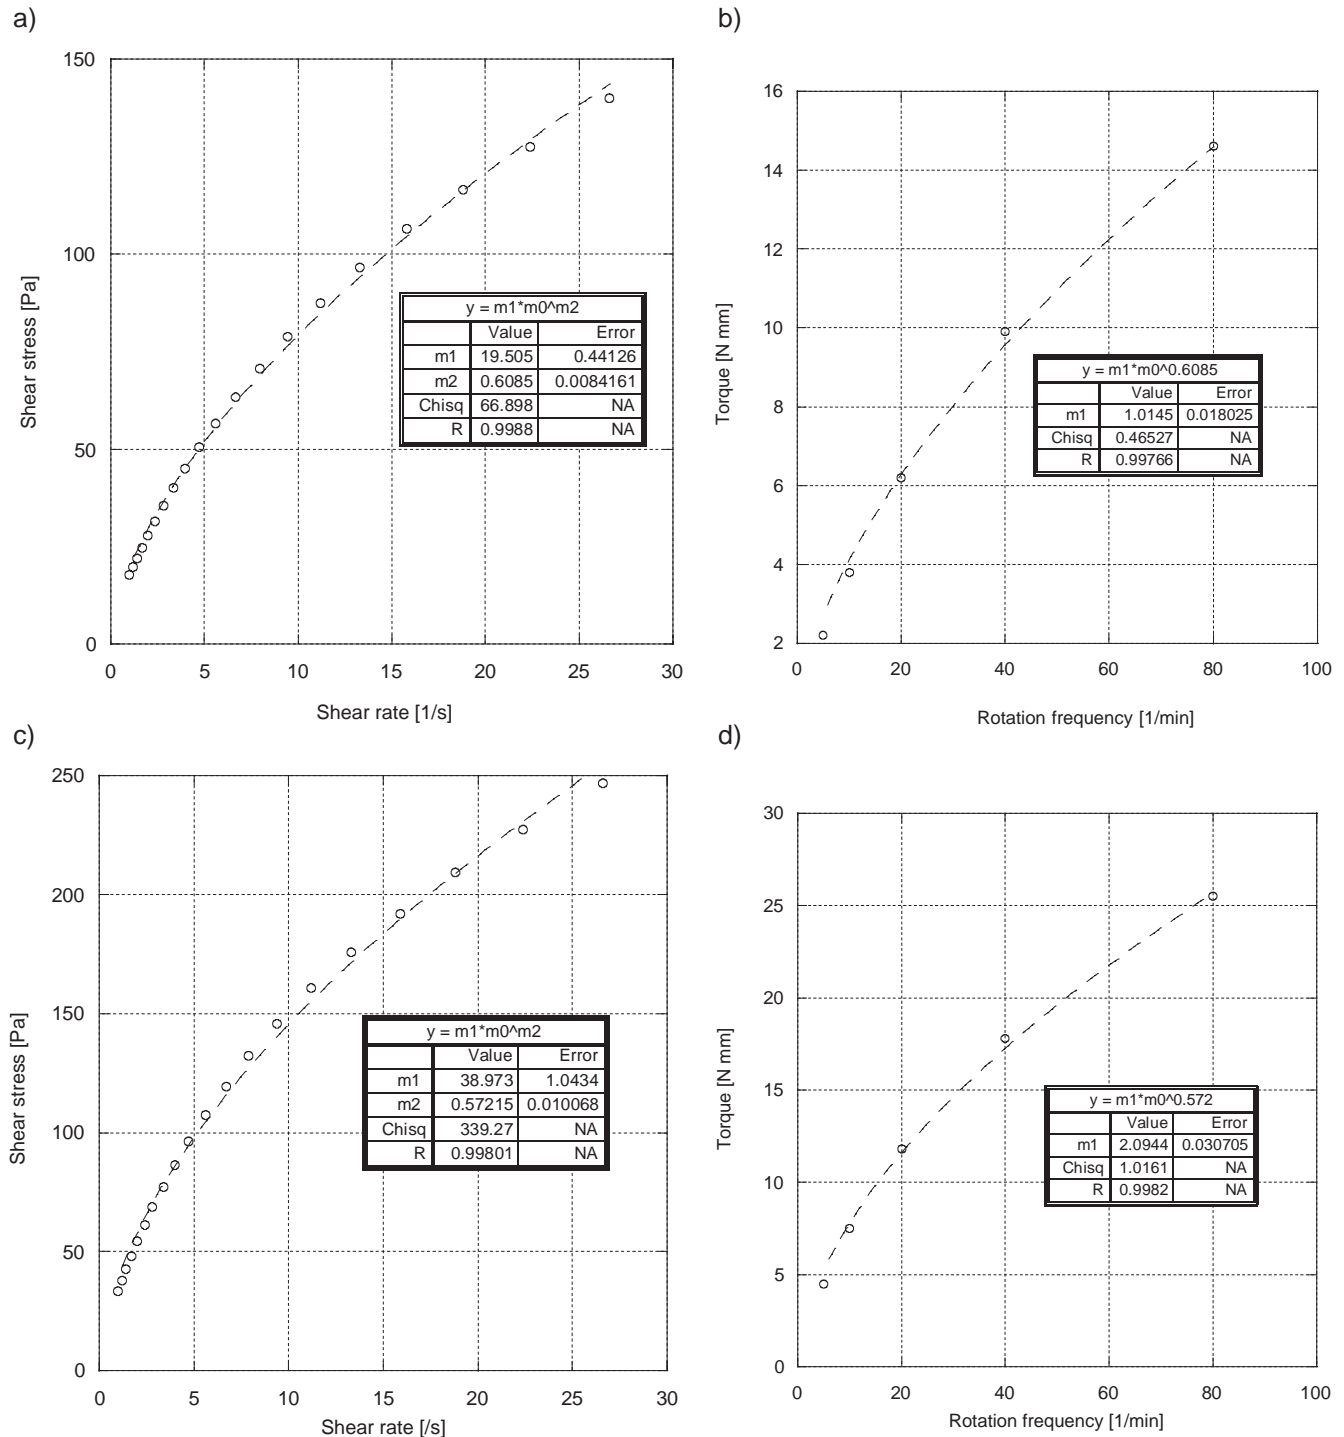 a)
150
100
50
0
0 5 10 15 20 25 30
Shear stress [Pa]
Shear rate [1/s]
y = m1*m0^m2
Value Error
m1 19.505 0.44126
m2 0.6085 0.0084161
Chisq 66.898 NA
R 0.9988 NA
b)
16
14
12
10
8
6
4
2
0 20 40 60 80 100
Torque [N mm]
Rotation frequency [1/min]
y = m1*m0^0.6085
Value Error
m1 1.0145 0.018025
Chisq 0.46527 NA
R 0.99766 NA
c)
250
200
150
100
50
0
0 5 10 15 20 25 30
Shear stress [Pa]
Shear rate [/s]
y = m1*m0^m2
Value Error
m1 38.973 1.0434
m2 0.57215 0.010068
Chisq 339.27 NA
R 0.99801 NA
d)
30
25
20
15
10
5
0
0 20 40 60 80 100
Torque [N mm]
Rotation frequency [1/min]
y = m1*m0^0.572
Value Error
m1 2.0944 0.030705
Chisq 1.0161 NA
R 0.9982 NA